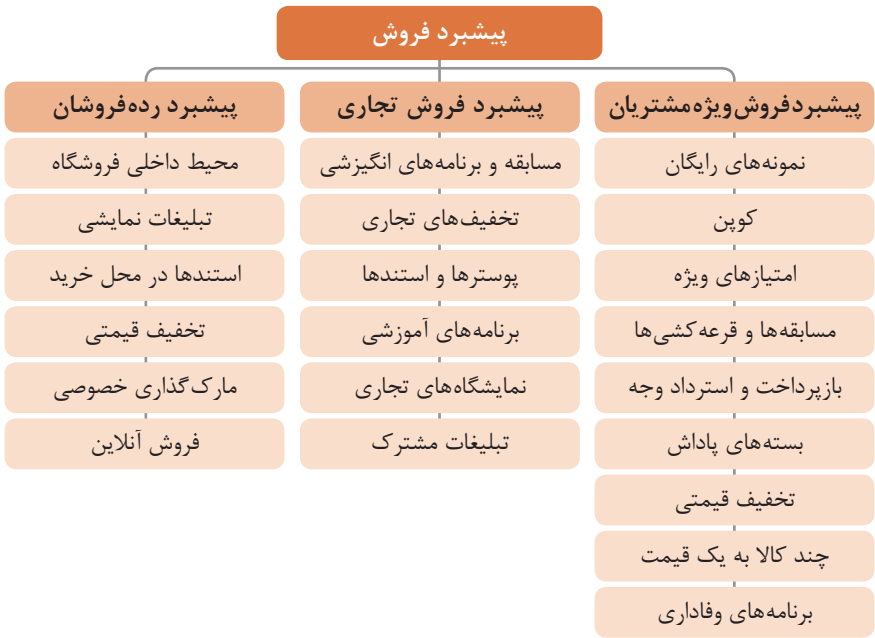 پیشبرد فروش
پیشبردفروش‌ویژه‌مشتریان
نمونه‌های رایگان
کوپن
امتیازهای ویژه
مسابقه‌ها و قرعه‌کشی‌ها
بازپرداخت و استرداد وجه
بسته‌های پاداش
تخفیف قیمتی
چند کالا به یک قیمت
برنامه‌های وفاداری
پیشبرد فروش تجاری
مسابقه و برنامه‌های انگیزشی
تخفیف‌های تجاری
پوسترها و استندها
برنامه‌های آموزشی
نمایشگاه‌های تجاری
تبلیغات مشترک
پیشبرد رده‌فروشان
محیط داخلی فروشگاه
تبلیغات نمایشی
استندها در محل خرید
تخفیف قیمتی
مارک‌گذاری خصوصی
فروش آنلاین